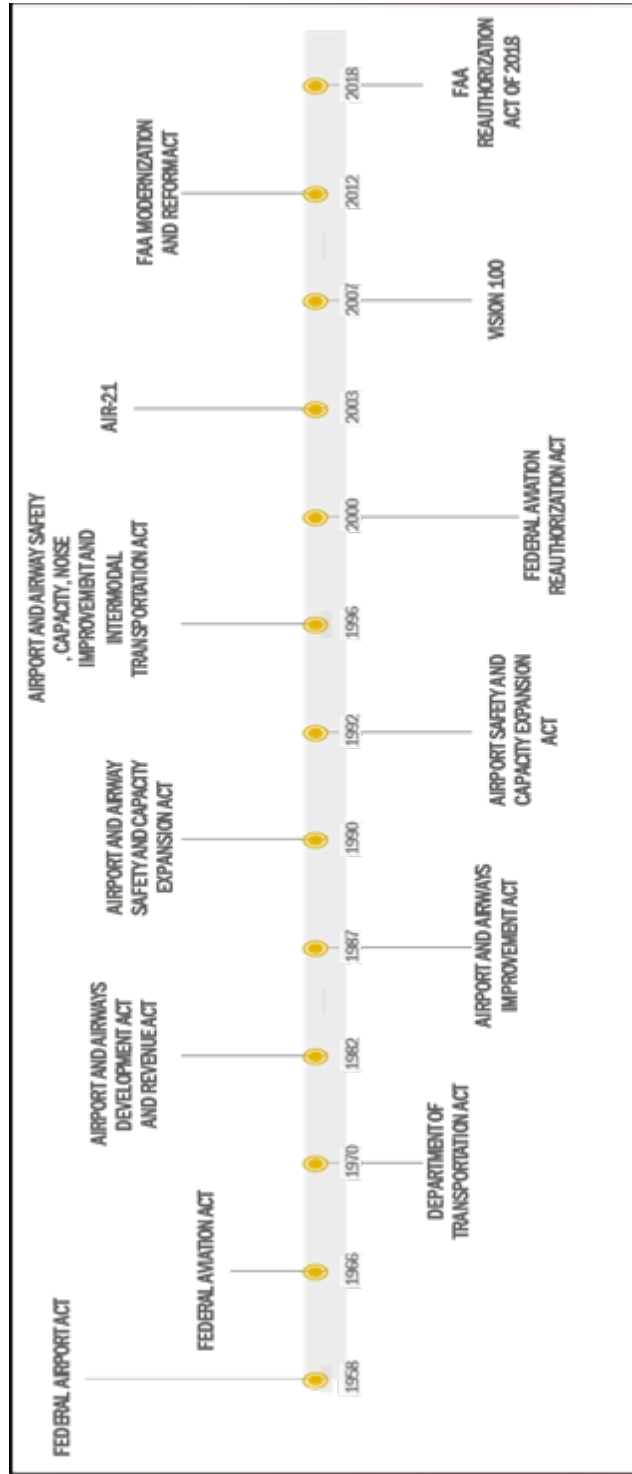 FEDERAL AIRPORT ACT
1958
FEDERAL AVIATION ACT
1966
DEPARTMENT OF
TRANSPORTATION ACT
1970
AIRPORT AND AIRWAYS
DEVELOPMENT ACT
AND REVENUE ACT
1982
AIRPORT AND AIRWAYS
IMPROVEMENT ACT
1987
AIRPORT AND AIRWAY
SAFETY AND CAPACITY
EXPANSION ACT
1990
AIRPORT SAFETY AND
CAPACITY EXPANSION
ACT
1992
AIRPORT AND AIRWAY SAFETY
, CAPACITY, NOISE
IMPROVEMENT AND
INTERMODAL
TRANSPORTATION ACT
1996
FEDERAL AVIATION
REAUTHORIZATION ACT
2000
AIR-21
2003
VISION 100
2007
FAA MODERNIZATION
AND REFORM ACT
2012
FAA
REAUTHORIZATION
ACT OF 2018
2018